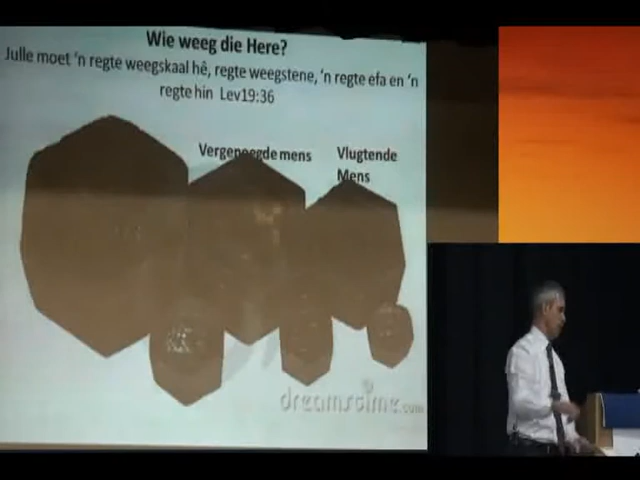 Wie weeg die Here?
Julle moet 'n regte weegskaal hê, regte weegstene, 'n regte efa en 'n
regte hin Lev19:36
Vergenoegde mens
Vlugtende
Mens
dreamstime.com